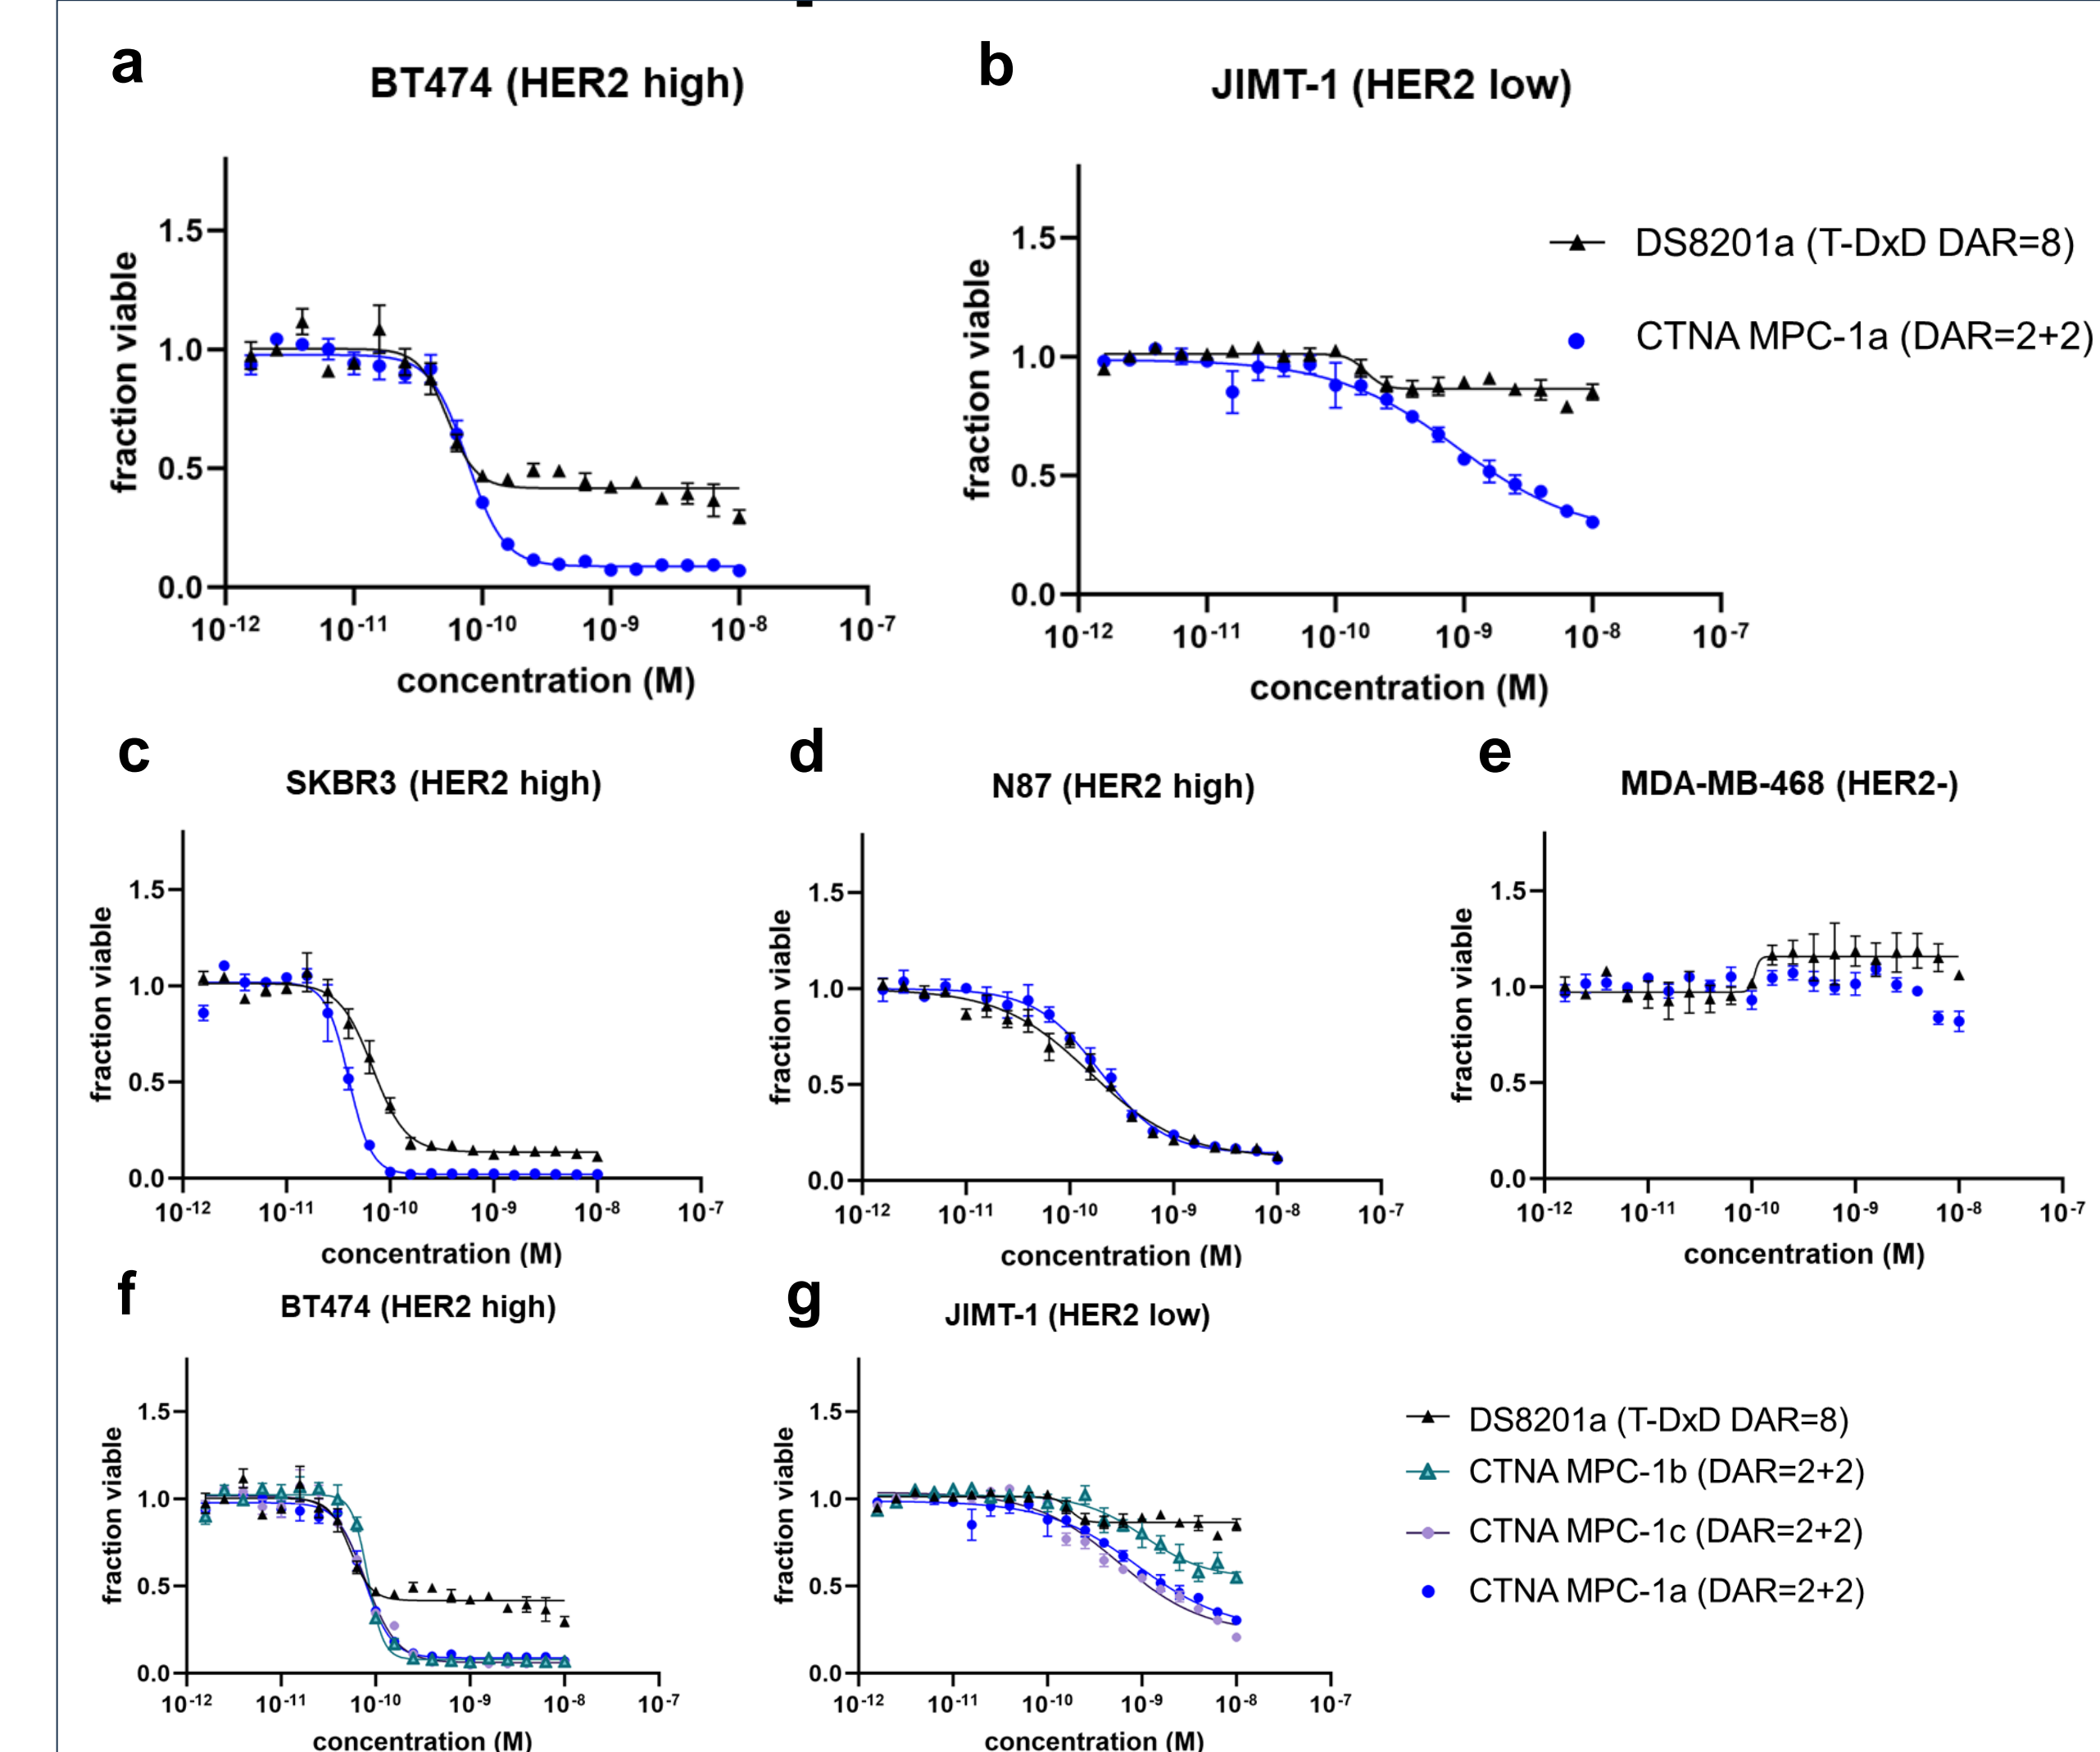 a
BT474 (HER2 high)
fraction viable
1.5
1.0
0.5
0.0
10-12 10-11 10-10 10-9 10-8 10-7
concentration (M)
b
JIMT-1 (HER2 low)
fraction viable
1.5
1.0
0.5
0.0
10-12 10-11 10-10 10-9 10-8 10-7
concentration (M)
DS8201a (T-DxD DAR=8)
CTNA MPC-1a (DAR=2+2)
c
SKBR3 (HER2 high)
fraction viable
1.5
1.0
0.5
0.0
10-12 10-11 10-10 10-9 10-8 10-7
concentration (M)
d
N87 (HER2 high)
fraction viable
1.5
1.0
0.5
0.0
10-12 10-11 10-10 10-9 10-8 10-7
concentration (M)
e
MDA-MB-468 (HER2-)
fraction viable
1.5
1.0
0.5
0.0
10-12 10-11 10-10 10-9 10-8 10-7
concentration (M)
f
BT474 (HER2 high)
fraction viable
1.5
1.0
0.5
0.0
10-12 10-11 10-10 10-9 10-8 10-7
concentration (M)
g
JIMT-1 (HER2 low)
fraction viable
1.5
1.0
0.5
0.0
10-12 10-11 10-10 10-9 10-8 10-7
concentration (M)
DS8201a (T-DxD DAR=8)
CTNA MPC-1b (DAR=2+2)
CTNA MPC-1c (DAR=2+2)
CTNA MPC-1a (DAR=2+2)